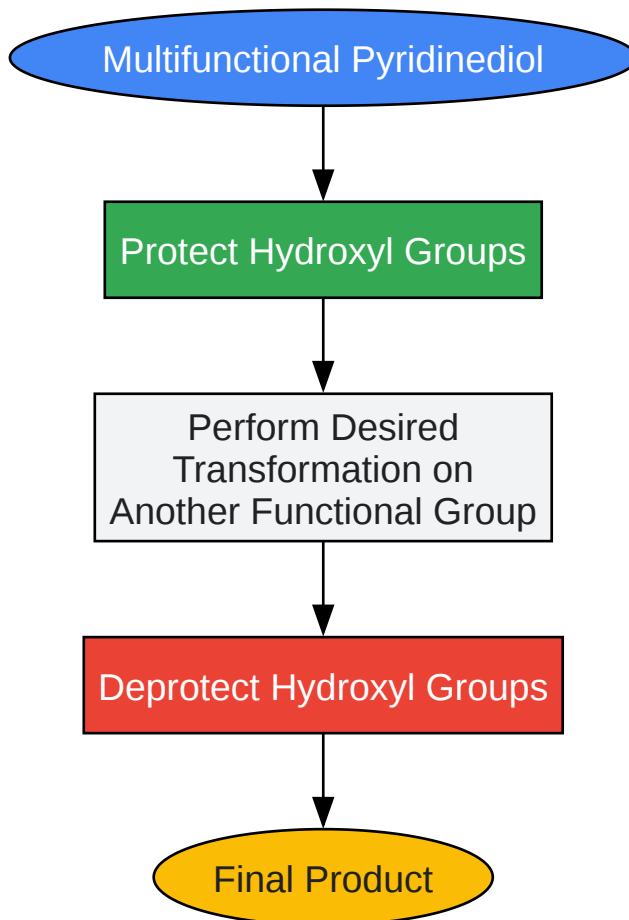 Multifunctional Pyridinediol
Protect Hydroxyl Groups
Perform Desired
Transformation on
Another Functional Group
Deprotect Hydroxyl Groups
Final Product